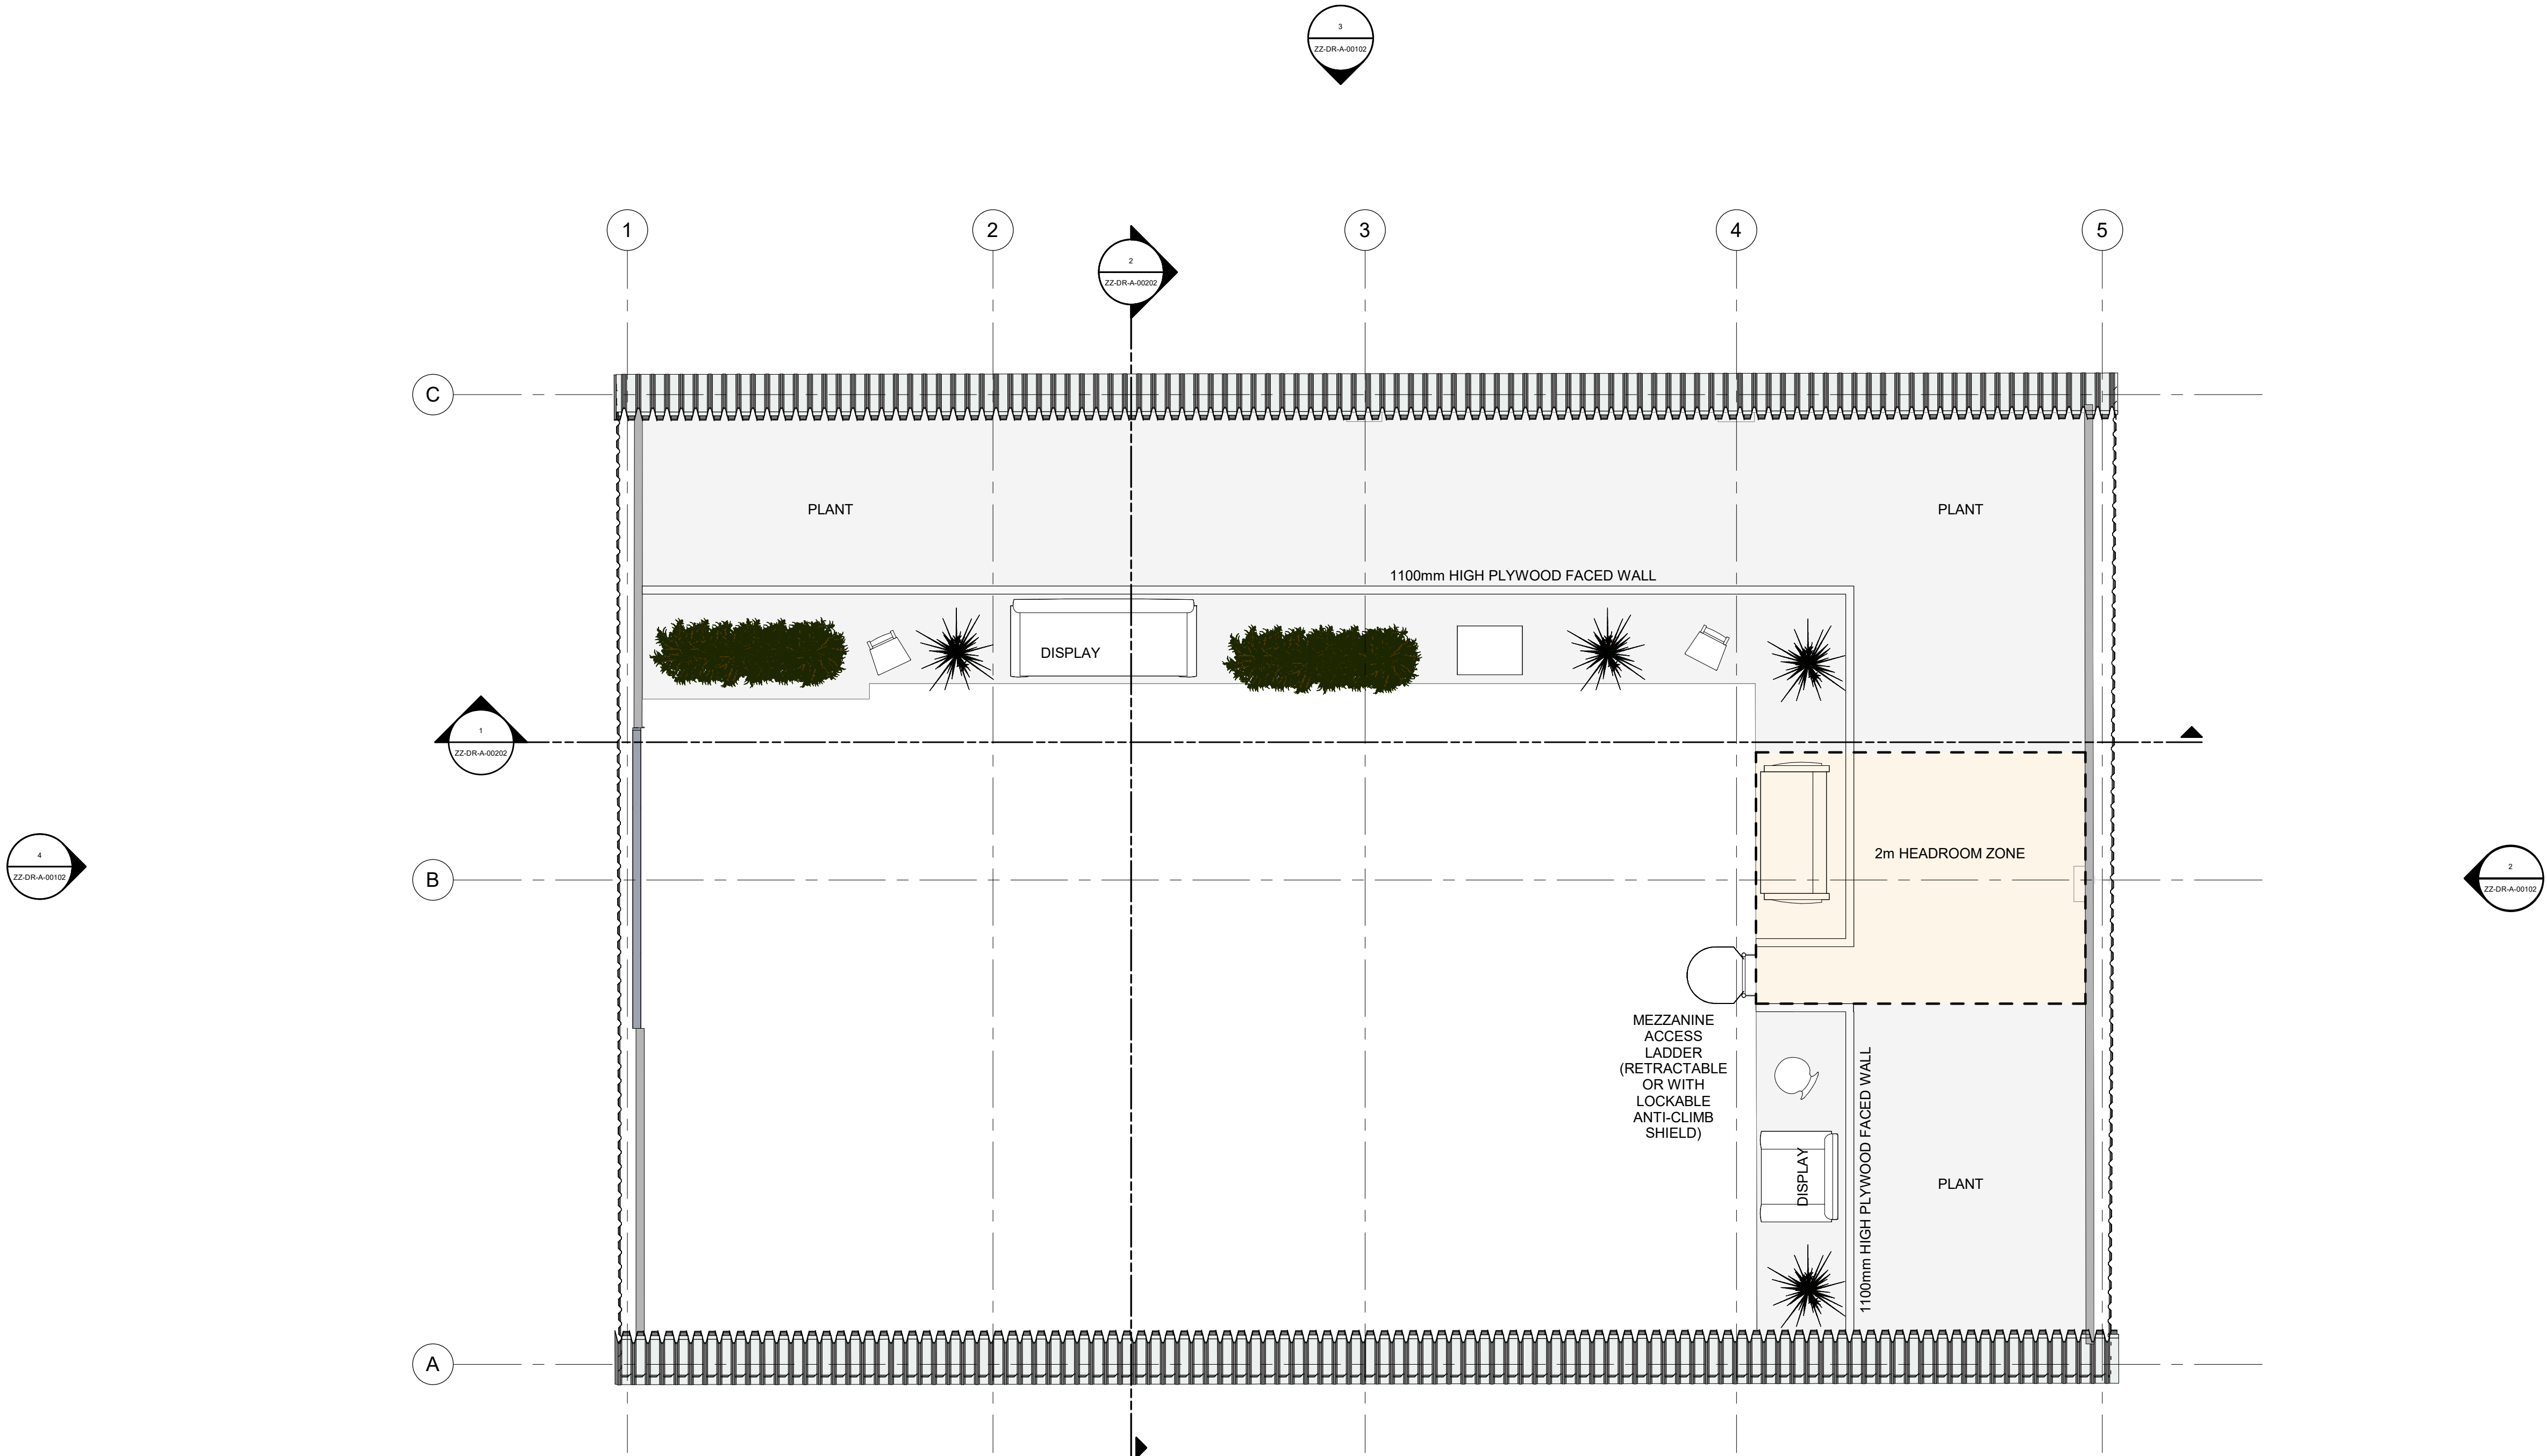 3
ZZ-DR-A-00102
1
2
3
4
5
2
ZZ-DR-A-00202
C
PLANT
PLANT
1100mm HIGH PLYWOOD FACED WALL
DISPLAY
1
ZZ-DR-A-00202
4
ZZ-DR-A-00102
B
2m HEADROOM ZONE
2
ZZ-DR-A-00102
MEZZANINE
ACCESS
LADDER
(RETRACTABLE
OR WITH
LOCKABLE
ANTI-CLIMB
SHIELD)
DISPLAY
1100mm HIGH PLYWOOD FACED WALL
PLANT
A